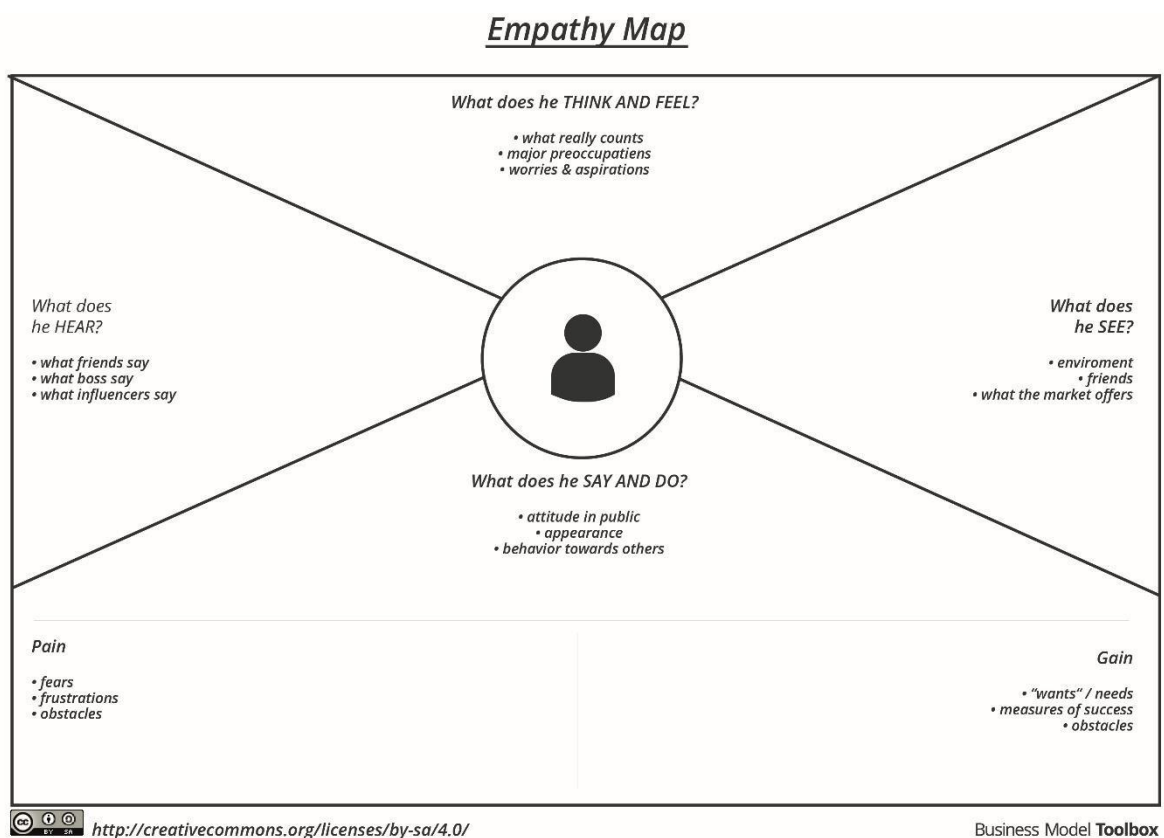 Empathy Map
What does he THINK AND FEEL?
• what really counts
• major preoccupatiens
• worries & aspirations
What does
he HEAR?
• what friends say
• what boss say
• what influencers say
What does
he SEE?
• enviroment
• friends
• what the market offers
What does he SAY AND DO?
• attitude in public
• appearance
• behavior towards others
Pain
• fears
• frustrations
• obstacles
Gain
• “wants“ / needs
• measures of success
• obstacles
cc
BY SA
http://creativecommons.org/licenses/by-sa/4.0/
Business Model Toolbox